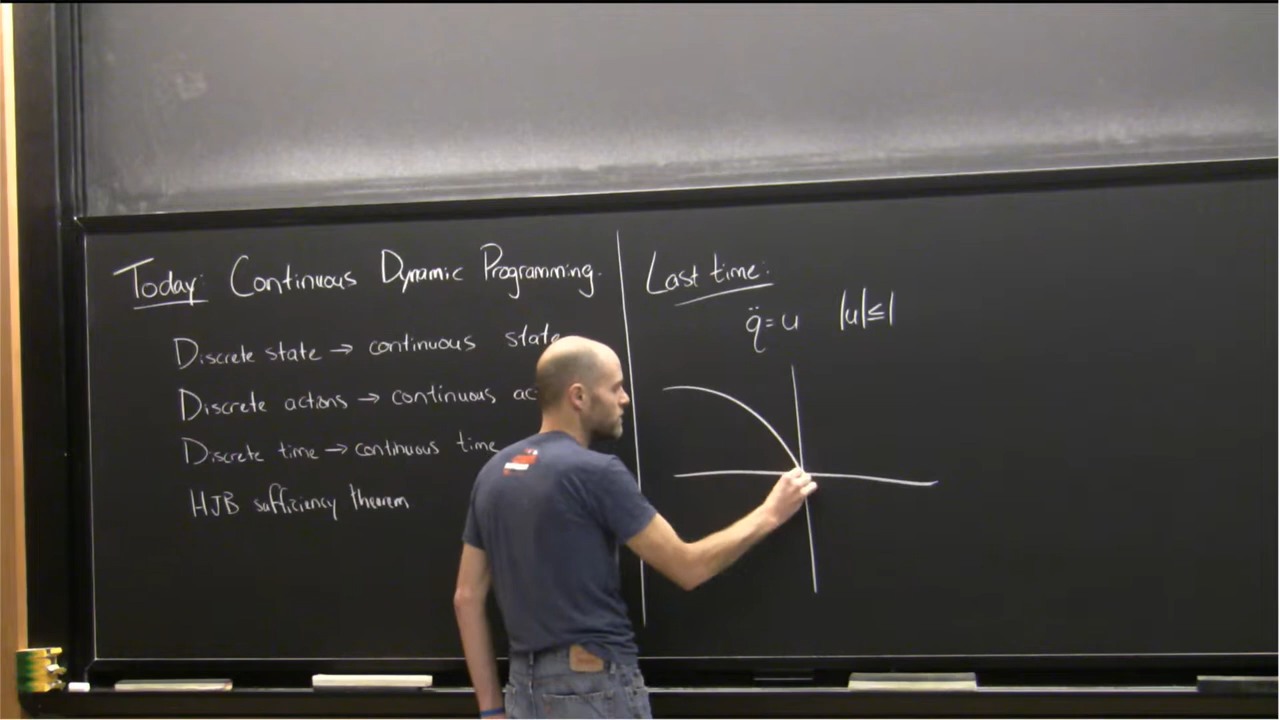 Today: Continuous Dynamic Programming.
Discrete state → continuous state
Discrete actions → continuous
Discrete time → continuous time
HJB sufficiency theorem
Last time:
q̈ = u |u| ≤ 1